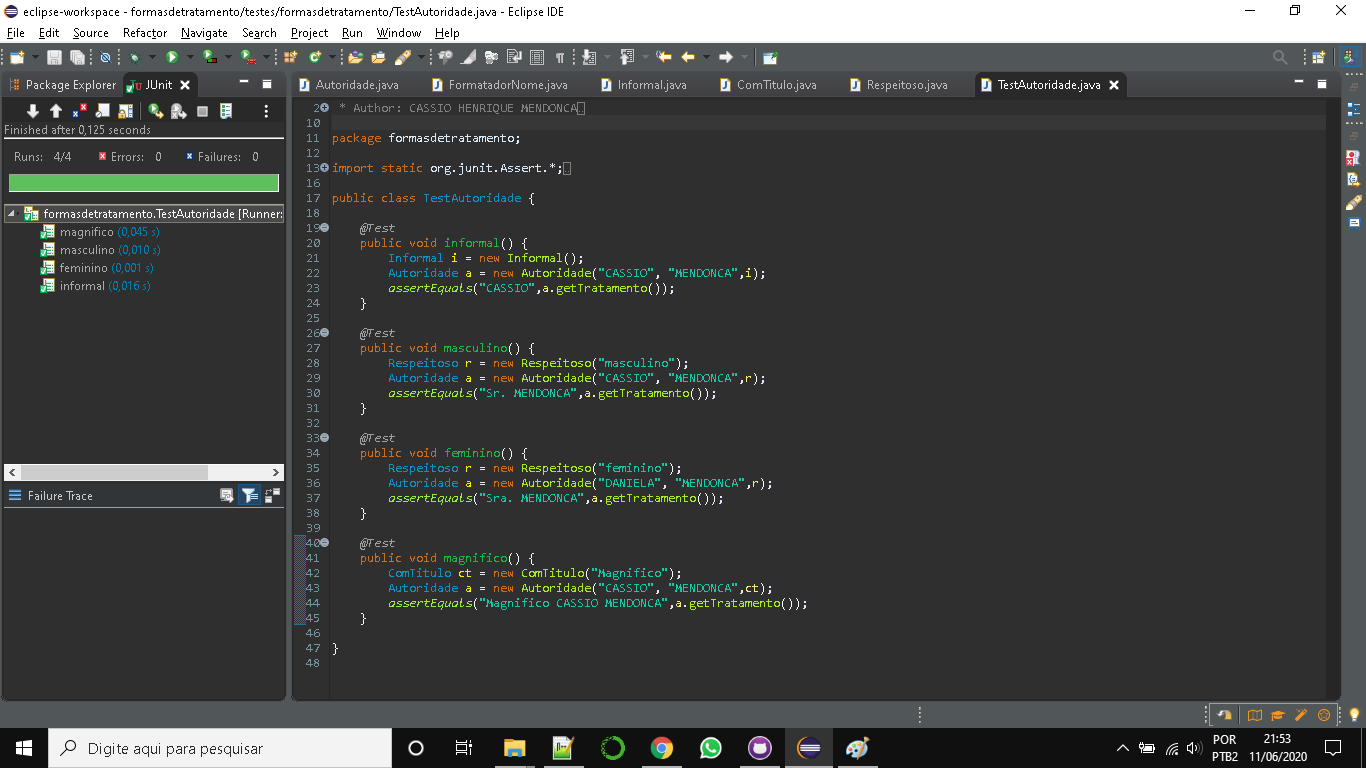 eclipse-workspace - formasdetratamento/testes/formasdetratamento/TestAutoridade.java - Eclipse IDE
File Edit Source Refactor Navigate Search Project Run Window Help
Package Explorer JUnit
Autoridade.java FormatadorNome.java Informal.java ComTitulo.java Respeitoso.java TestAutoridade.java
Finished after 0,125 seconds
Runs: 4/4 Errors: 0 Failures: 0
formasdetratamento.TestAutoridade [Runner:
magnifico (0,045 s)
masculino (0,010 s)
feminino (0,001 s)
informal (0,016 s)
Failure Trace
2 * Author: CASSIO HENRIQUE MENDONCA
10
11 package formasdetratamento;
12
13 import static org.junit.Assert.*;
16
17 public class TestAutoridade {
18
19 @Test
20 public void informal() {
21 Informal i = new Informal();
22 Autoridade a = new Autoridade("CASSIO", "MENDONCA",i);
23 assertEquals("CASSIO",a.getTratamento());
24 }
25
26 @Test
27 public void masculino() {
28 Respeitoso r = new Respeitoso("masculino");
29 Autoridade a = new Autoridade("CASSIO", "MENDONCA",r);
30 assertEquals("Sr. MENDONCA",a.getTratamento());
31 }
32
33 @Test
34 public void feminino() {
35 Respeitoso r = new Respeitoso("feminino");
36 Autoridade a = new Autoridade("DANIELA", "MENDONCA",r);
37 assertEquals("Sra. MENDONCA",a.getTratamento());
38 }
39
40 @Test
41 public void magnifico() {
42 ComTitulo ct = new ComTitulo("Magnifico");
43 Autoridade a = new Autoridade("CASSIO", "MENDONCA",ct);
44 assertEquals("Magnifico CASSIO MENDONCA",a.getTratamento());
45 }
46
47 }
48
Digite aqui para pesquisar
POR
PTB2
21:53
11/06/2020